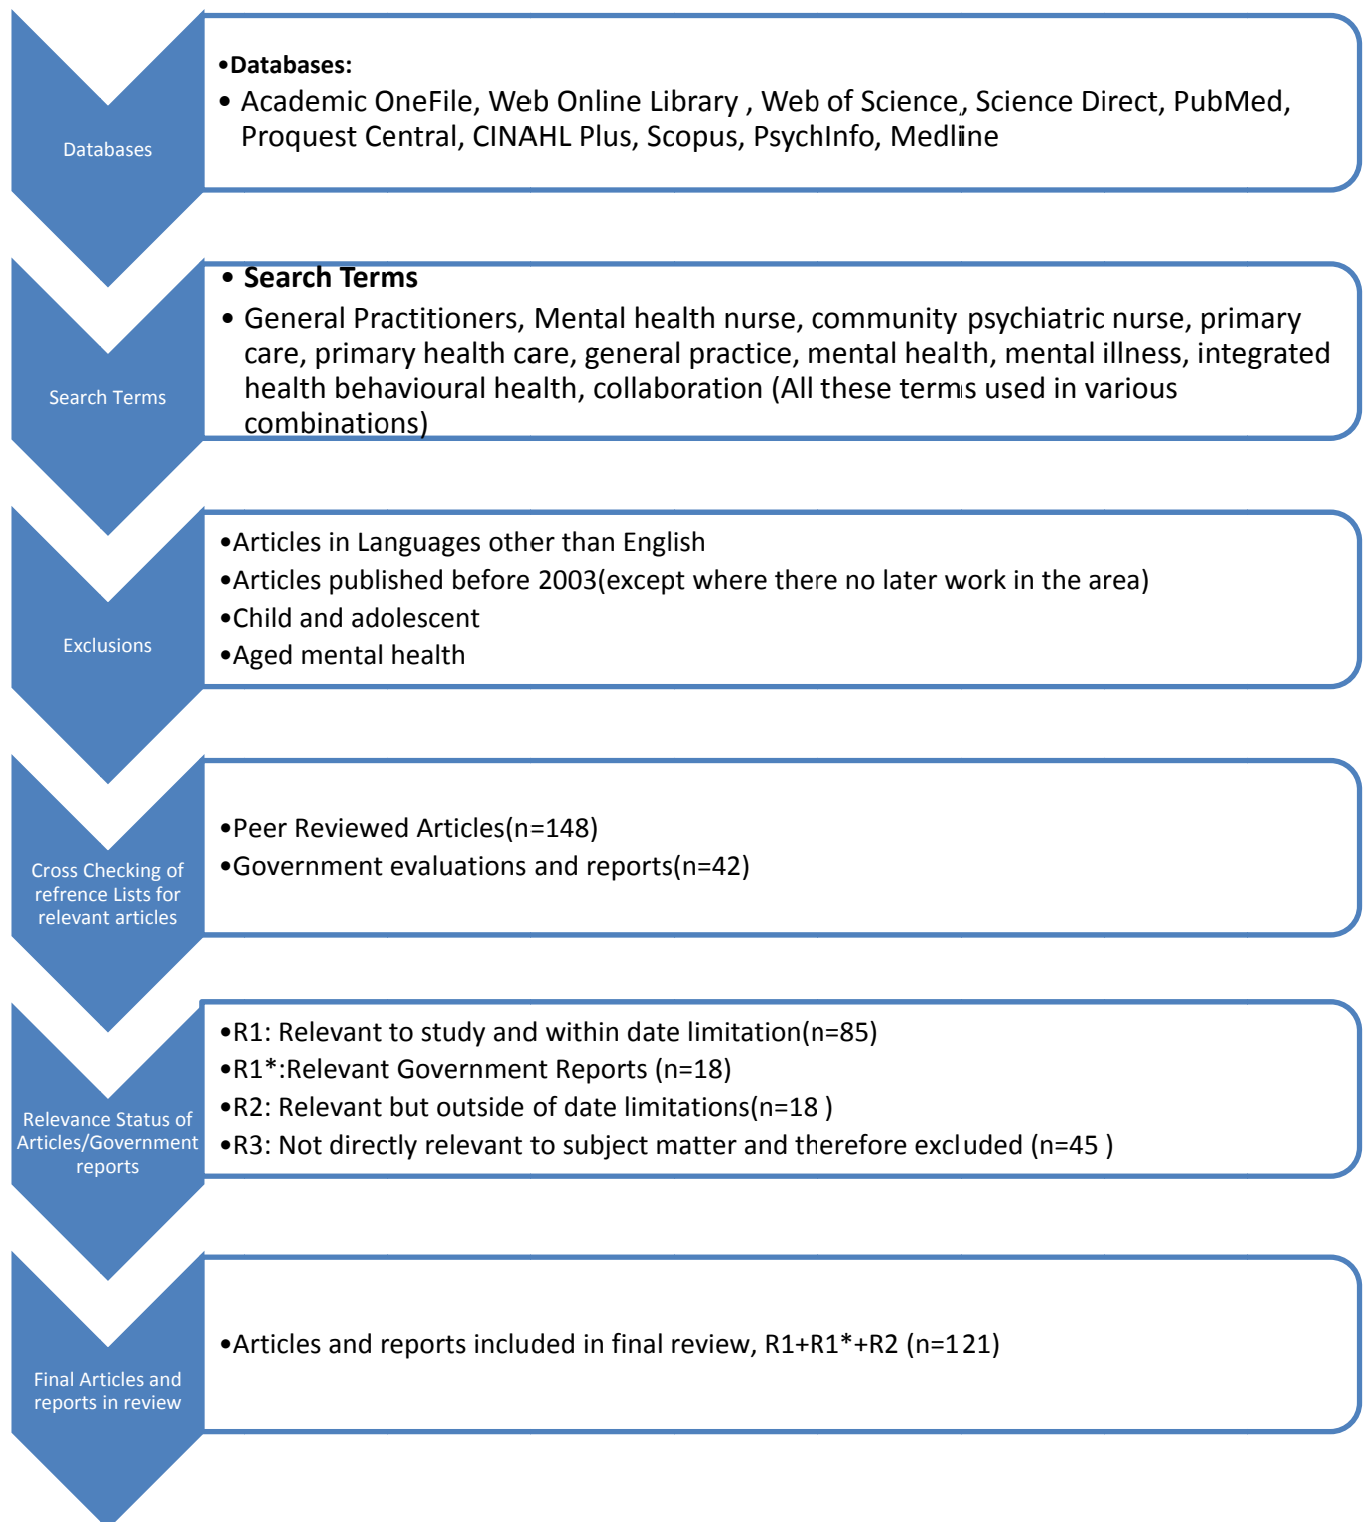 Databases
•Databases:
• Academic OneFile, Web Online Library , Web of Science, Science Direct, PubMed,
Proquest Central, CINAHL Plus, Scopus, PsychInfo, Medline
Search Terms
• Search Terms
• General Practitioners, Mental health nurse, community psychiatric nurse, primary
care, primary health care, general practice, mental health, mental illness, integrated
health behavioural health, collaboration (All these terms used in various
combinations)
Exclusions
•Articles in Languages other than English
•Articles published before 2003(except where there no later work in the area)
•Child and adolescent
•Aged mental health
Cross Checking of
refrence Lists for
relevant articles
•Peer Reviewed Articles(n=148)
•Government evaluations and reports(n=42)
Relevance Status of
Articles/Government
reports
•R1: Relevant to study and within date limitation(n=85)
•R1*:Relevant Government Reports (n=18)
•R2: Relevant but outside of date limitations(n=18 )
•R3: Not directly relevant to subject matter and therefore excluded (n=45 )
Final Articles and
reports in review
•Articles and reports included in final review, R1+R1*+R2 (n=121)